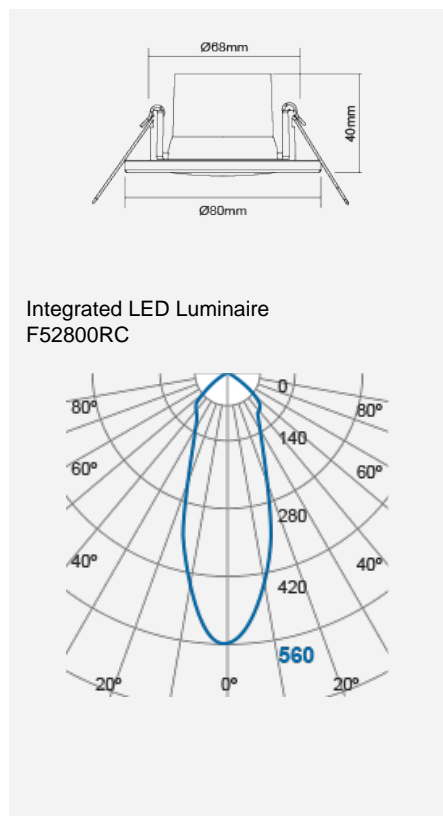 Ø68mm
40mm
Ø80mm
Integrated LED Luminaire
F52800RC
0
80º 80º
140
60º 60º
280
40º 40º
420
560
20º 0º 20º